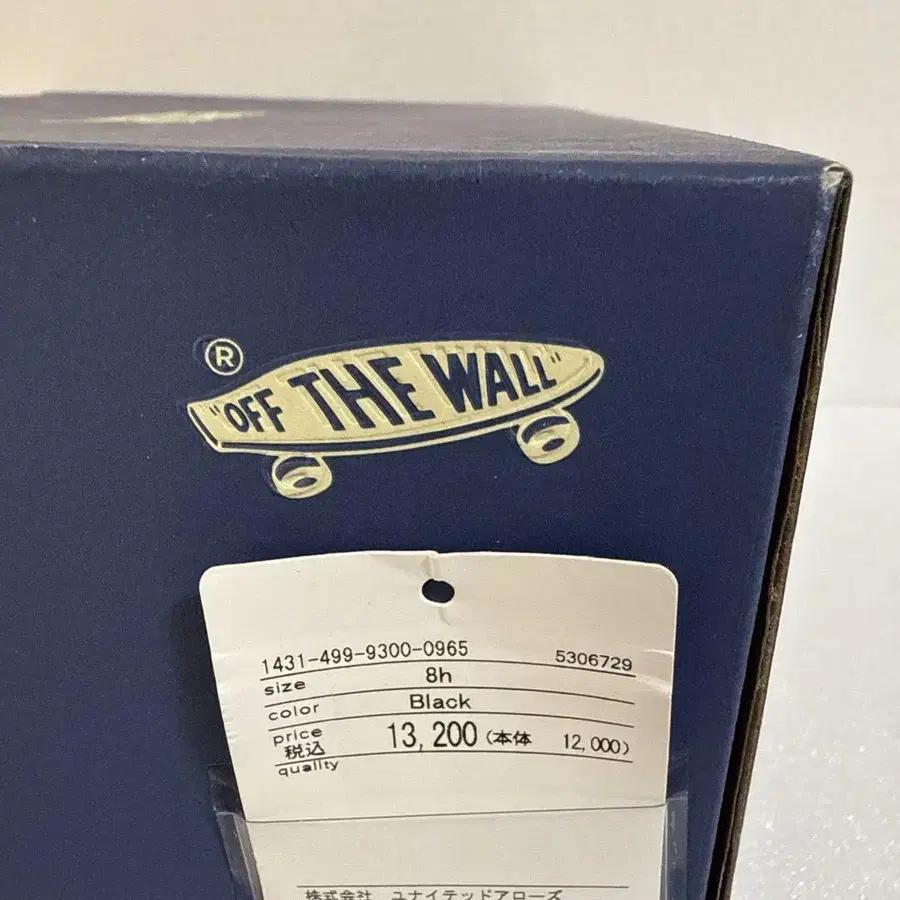 ®
"OFF THE WALL"
1431-499-9300-0965 5306729
size 8h
color Black
price
税込 13,200 (本体 12,000)
quality
株式会社 ユナイテッドアローズ